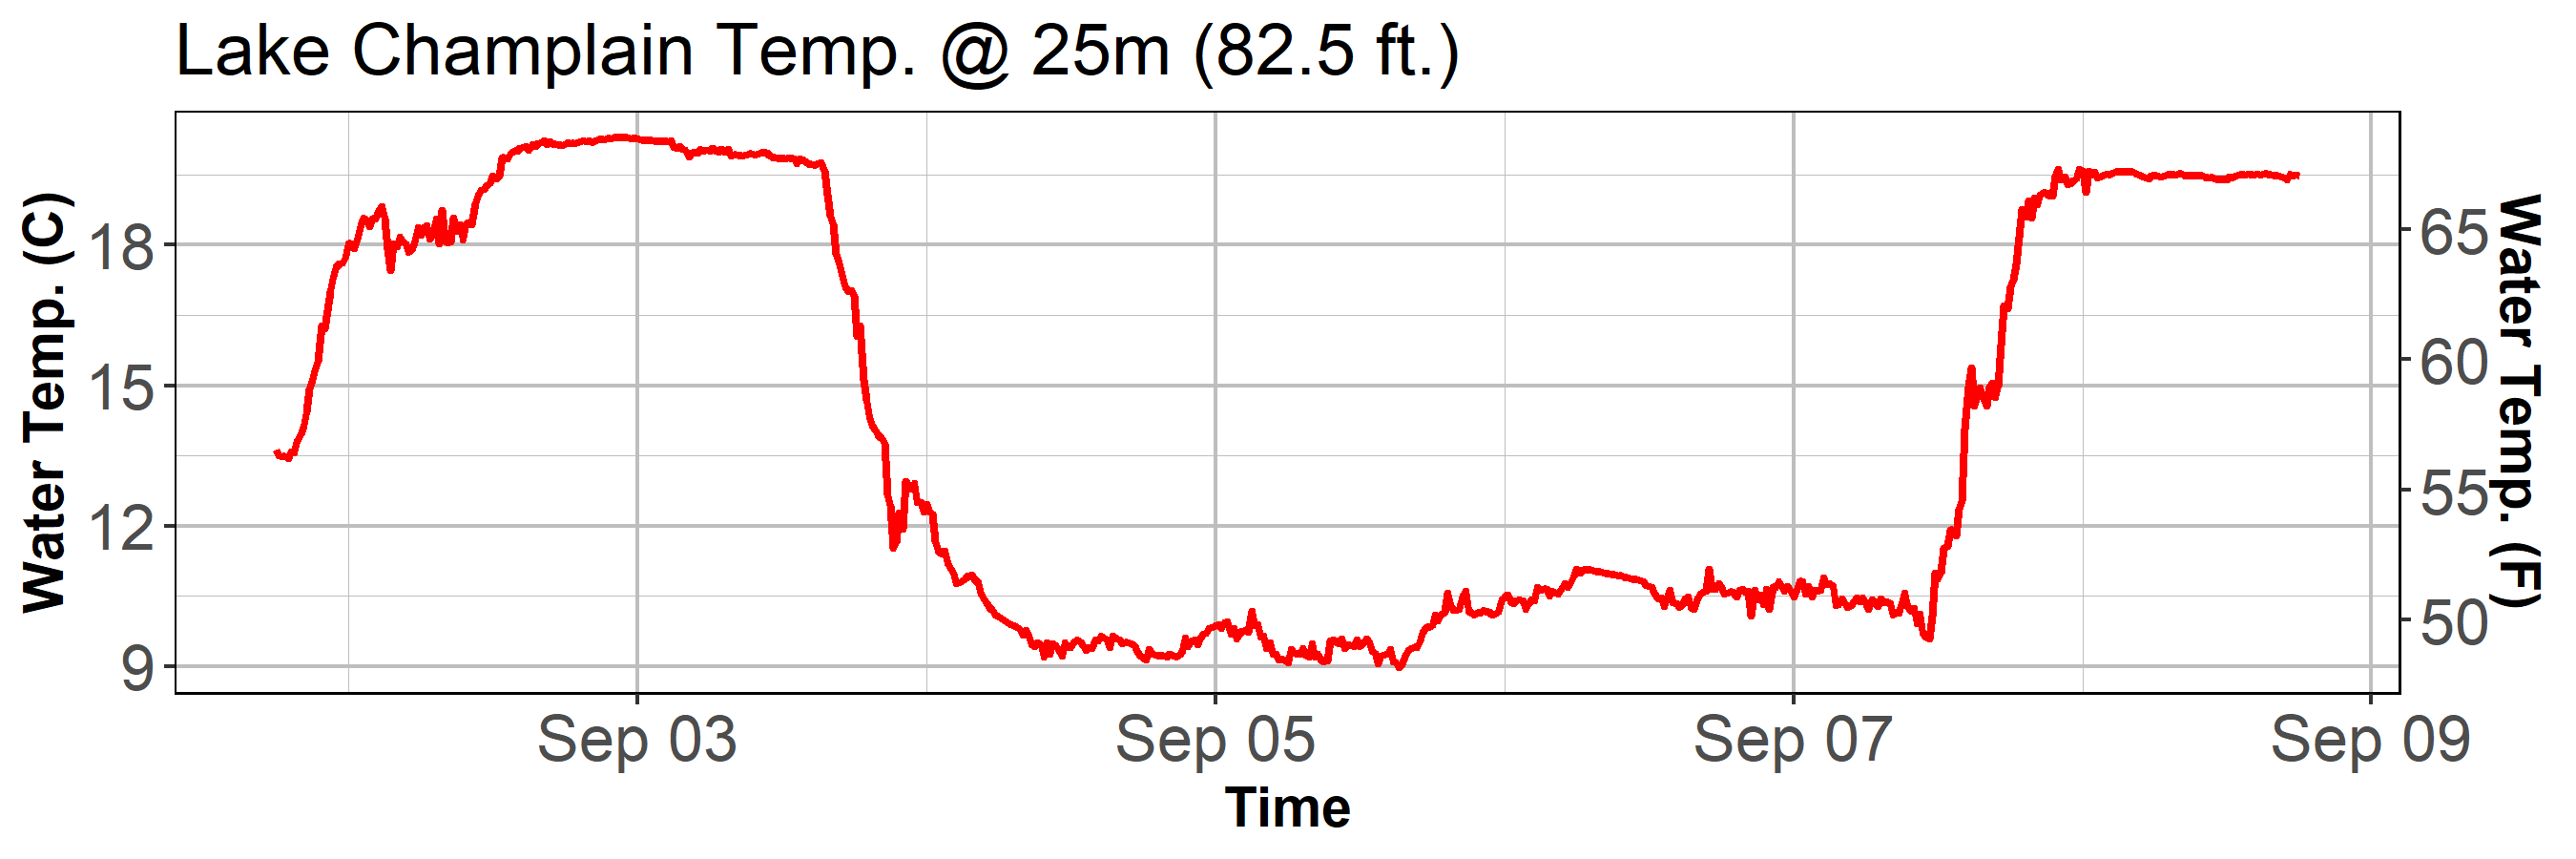 Lake Champlain Temp. @ 25m (82.5 ft.)
Water Temp. (C)
18
15
12
9
65
60
55
50
Water Temp. (F)
Sep 03 Sep 05 Sep 07 Sep 09
Time